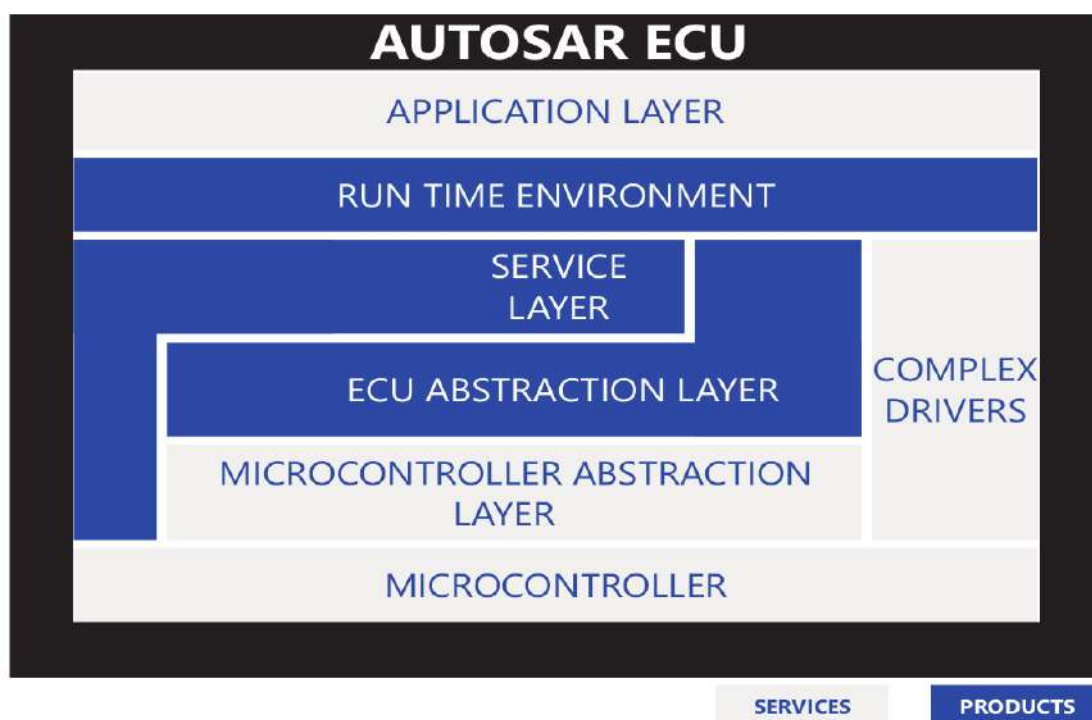 AUTOSAR ECU
APPLICATION LAYER
RUN TIME ENVIRONMENT
SERVICE
LAYER
ECU ABSTRACTION LAYER
COMPLEX
DRIVERS
MICROCONTROLLER ABSTRACTION
LAYER
MICROCONTROLLER
SERVICES
PRODUCTS